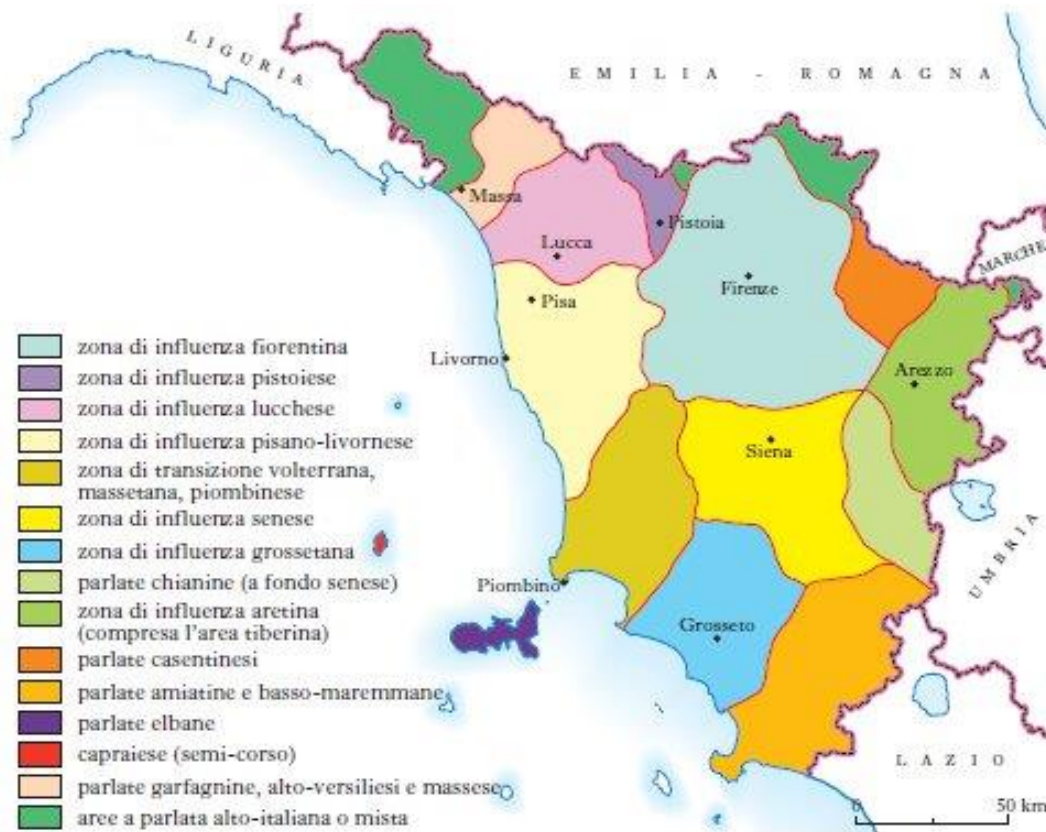 LIGURIA
EMILIA - ROMAGNA
Massa
Pistoia
Lucca
MARCHE
Firenze
Pisa
Livorno
Arezzo
Siena
UMBRIA
Piombino
Grosseto
LAZIO
zona di influenza fiorentina
zona di influenza pistoiese
zona di influenza lucchese
zona di influenza pisano-livornese
zona di transizione volterrana,
massetana, piombinese
zona di influenza senese
zona di influenza grossetana
parlate chianine (a fondo senese)
zona di influenza aretina
(compresa l'area tiberina)
parlate casentinesi
parlate amiatine e basso-maremmane
parlate elbane
capraiese (semi-corso)
parlate garfagnine, alto-versiliesi e massese
aree a parlata alto-italiana o mista
0 50 km